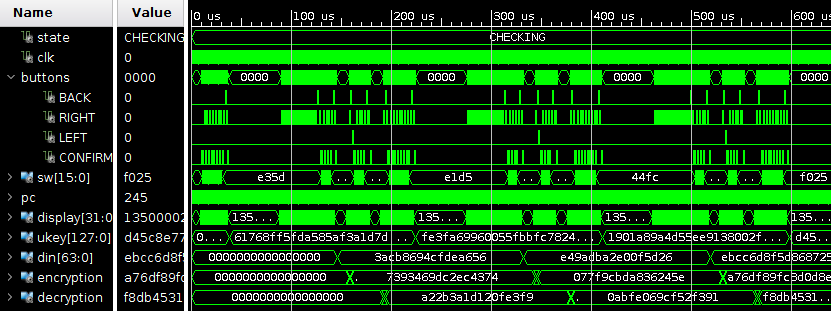 Name Value 0 us 100 us 200 us 300 us 400 us 500 us 600 us
state CHECKING CHECKING
clk 0
buttons 0000 0000 0000 0000 0000
BACK 0
RIGHT 0
LEFT 0
CONFIRM 0
sw[15:0] f025 e35d ... ... e1d5 ... ... 44fc ... ... f025
pc 245
display[31:0 13500002 135... 135... 135... 135...
ukey[127:0] d45c8e77 0... 61768ff5fda585af3a1d7d... fe3fa69960055fbbfc7824... 1901a89a4d55ee9138002f... d45...
din[63:0] ebcc6d8f5 0000000000000000 3acb8694cfdea656 e49adba2e00f5d26 ebcc6d8f5d868725
encryption a76df89fc 0000000000000000 . 7393469dc2ec4374 077f9cbda836245e a76df89fc8d0d8e
decryption f8db4531 0000000000000000 a22b3a1d120fe3f9 0abfe069cf52f391 f8db4531...